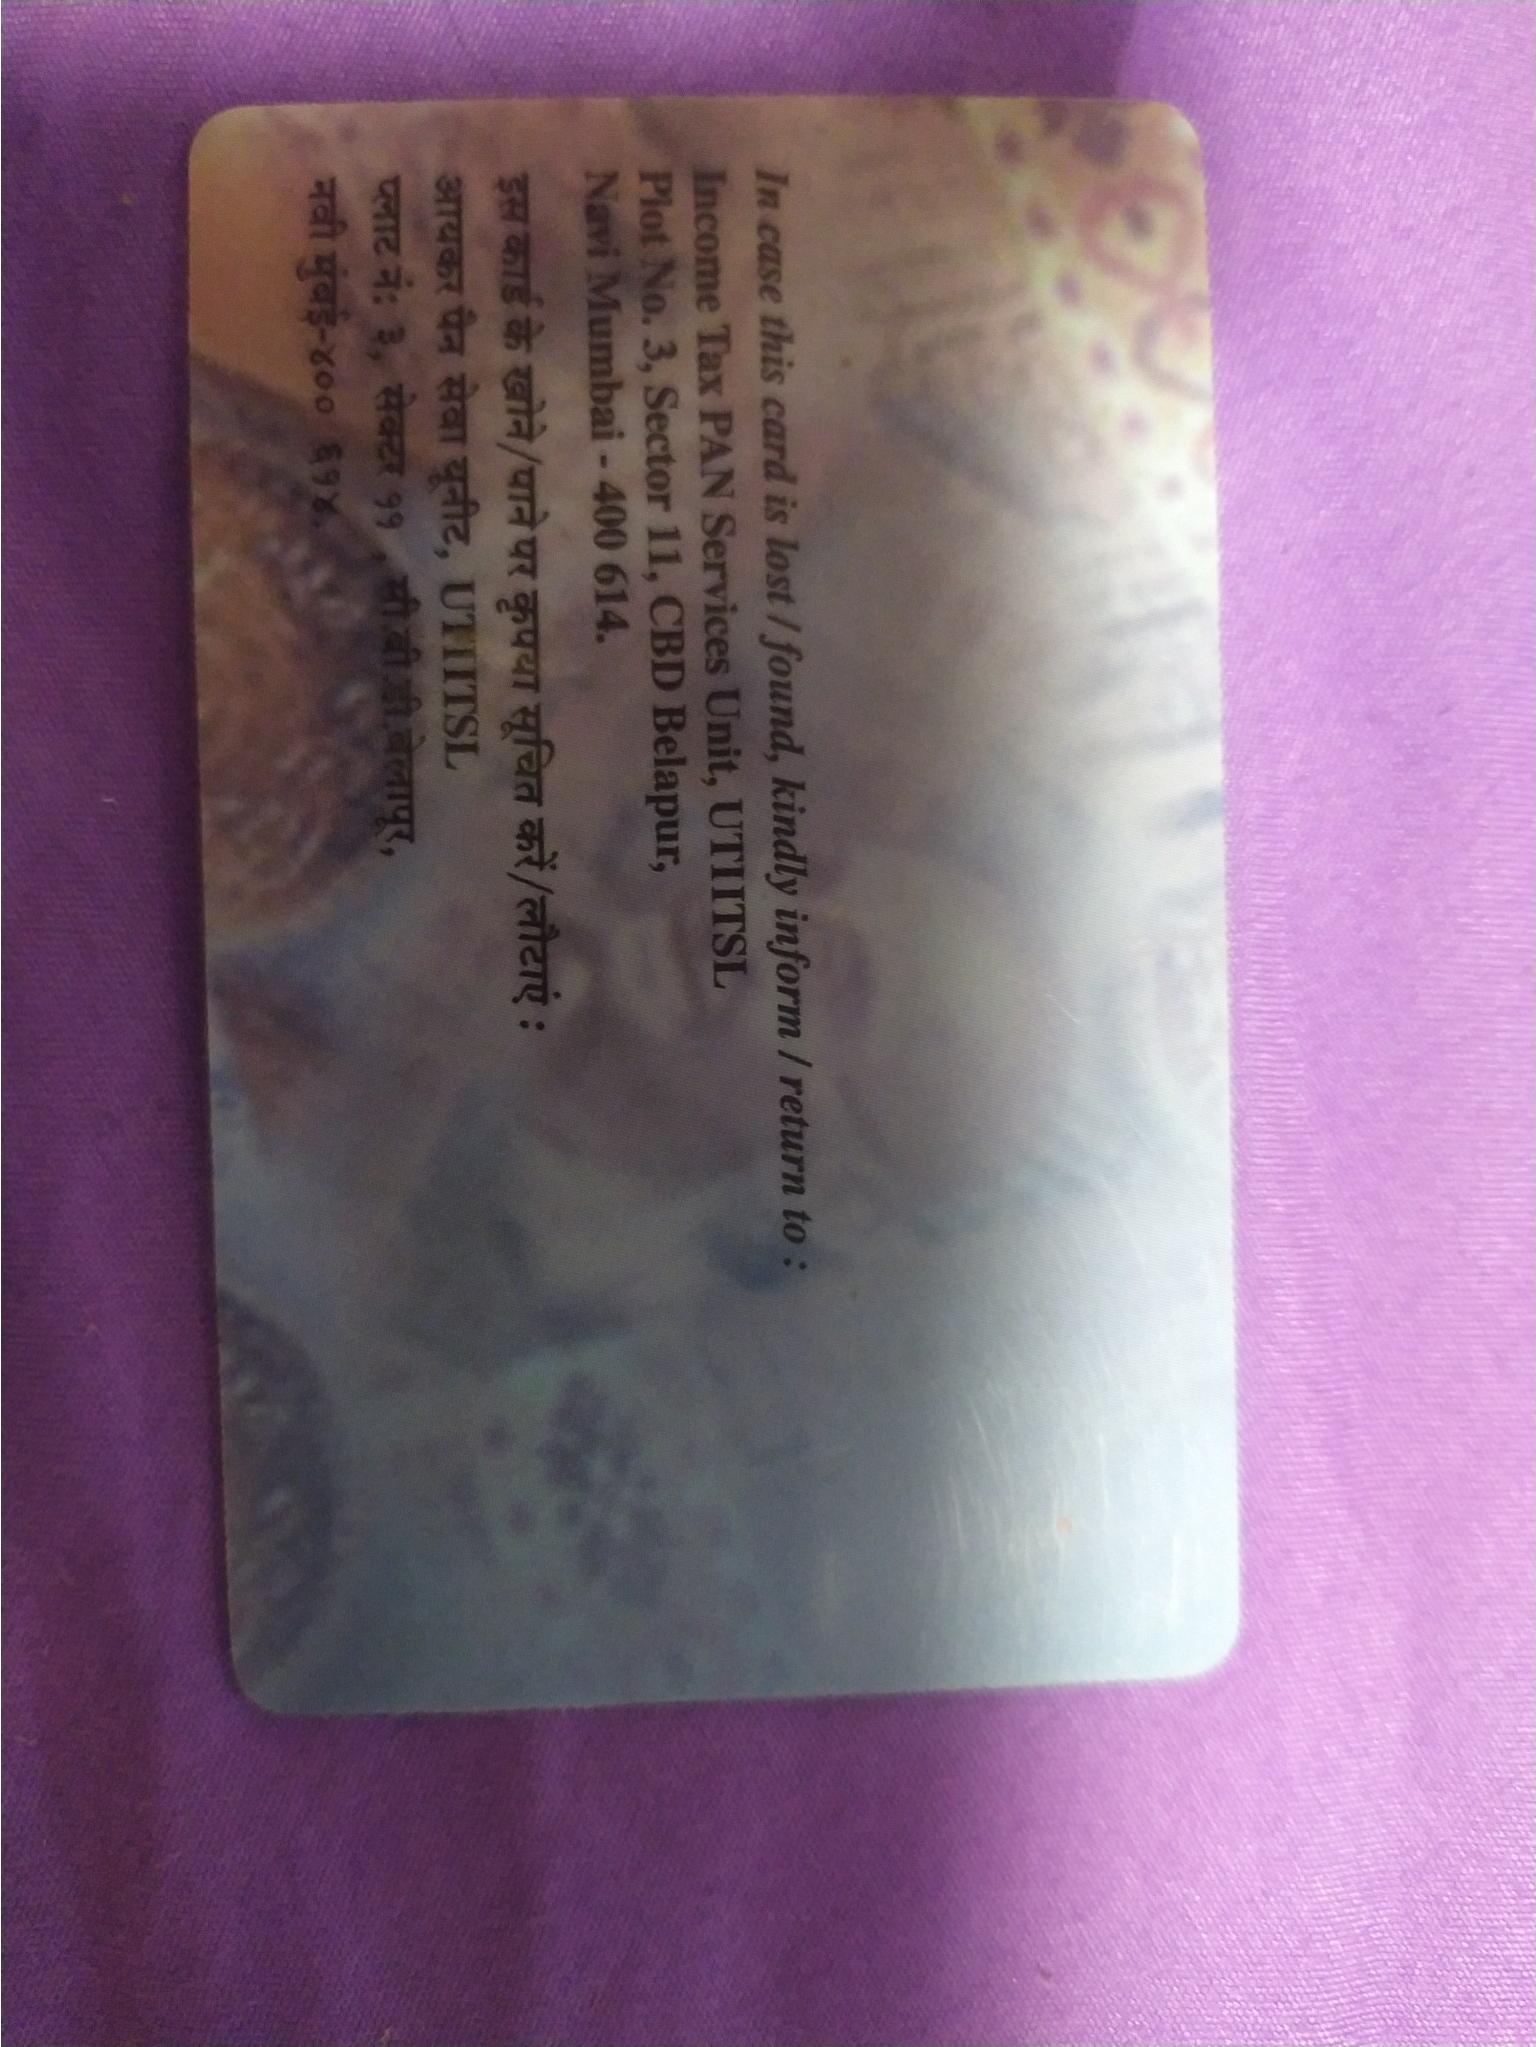 In case this card is lost / found, kindly inform / return to :
Income Tax PAN Services Unit, UTIITSL
Plot No. 3, Sector 11, CBD Belapur,
Navi Mumbai - 400 614.
इस कार्ड के खोने/पाने पर कृपया सूचित करें/लौटाएं :
आयकर पैन सेवा यूनीट, UTIITSL
प्लाट नं: ३, सेक्टर ११ , सी.बी.डी.बेलापूर,
नवी मुंबई-४०० ६१४.